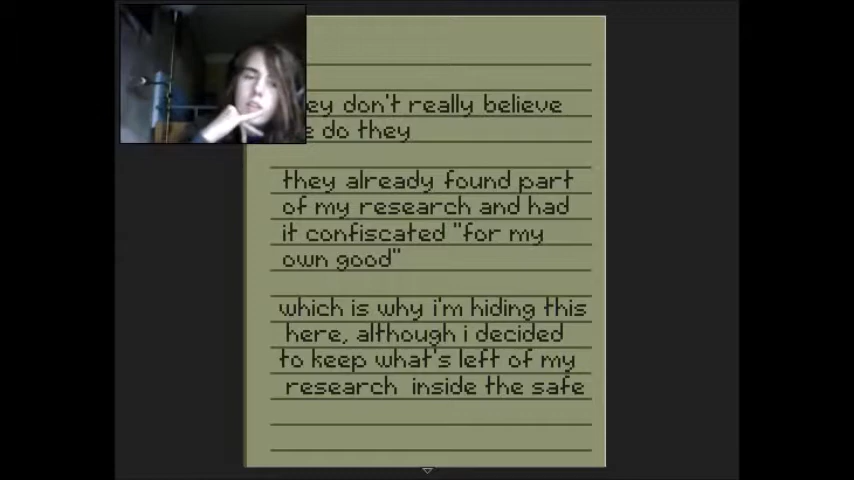 ey don't really believe
e do they
they already found part
of my research and had
it confiscated "for my
own good"
which is why i'm hiding this
here, although i decided
to keep what's left of my
research inside the safe